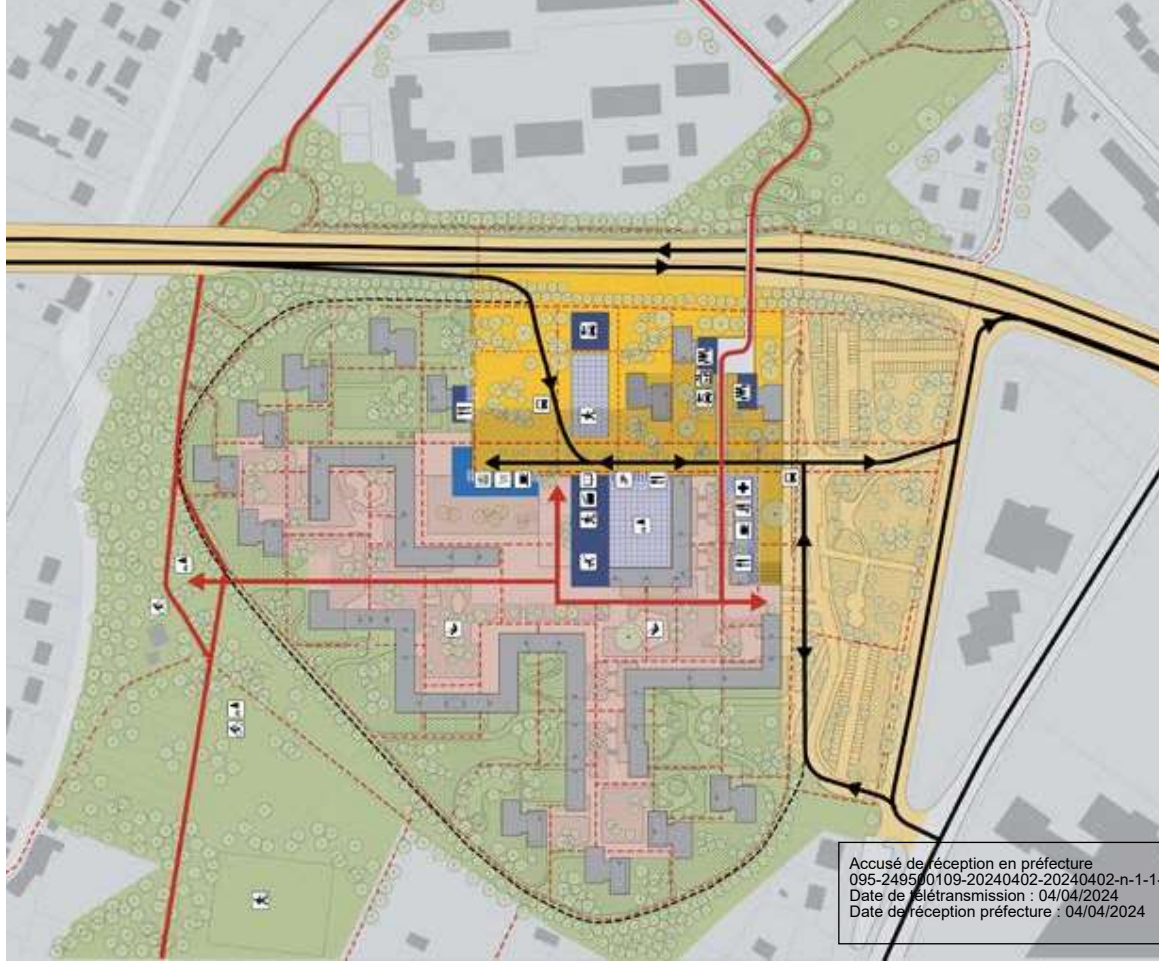 Accusé de réception en préfecture
095-249500109-20240402-20240402-n-1-1-
Date de télétransmission : 04/04/2024
Date de réception préfecture : 04/04/2024